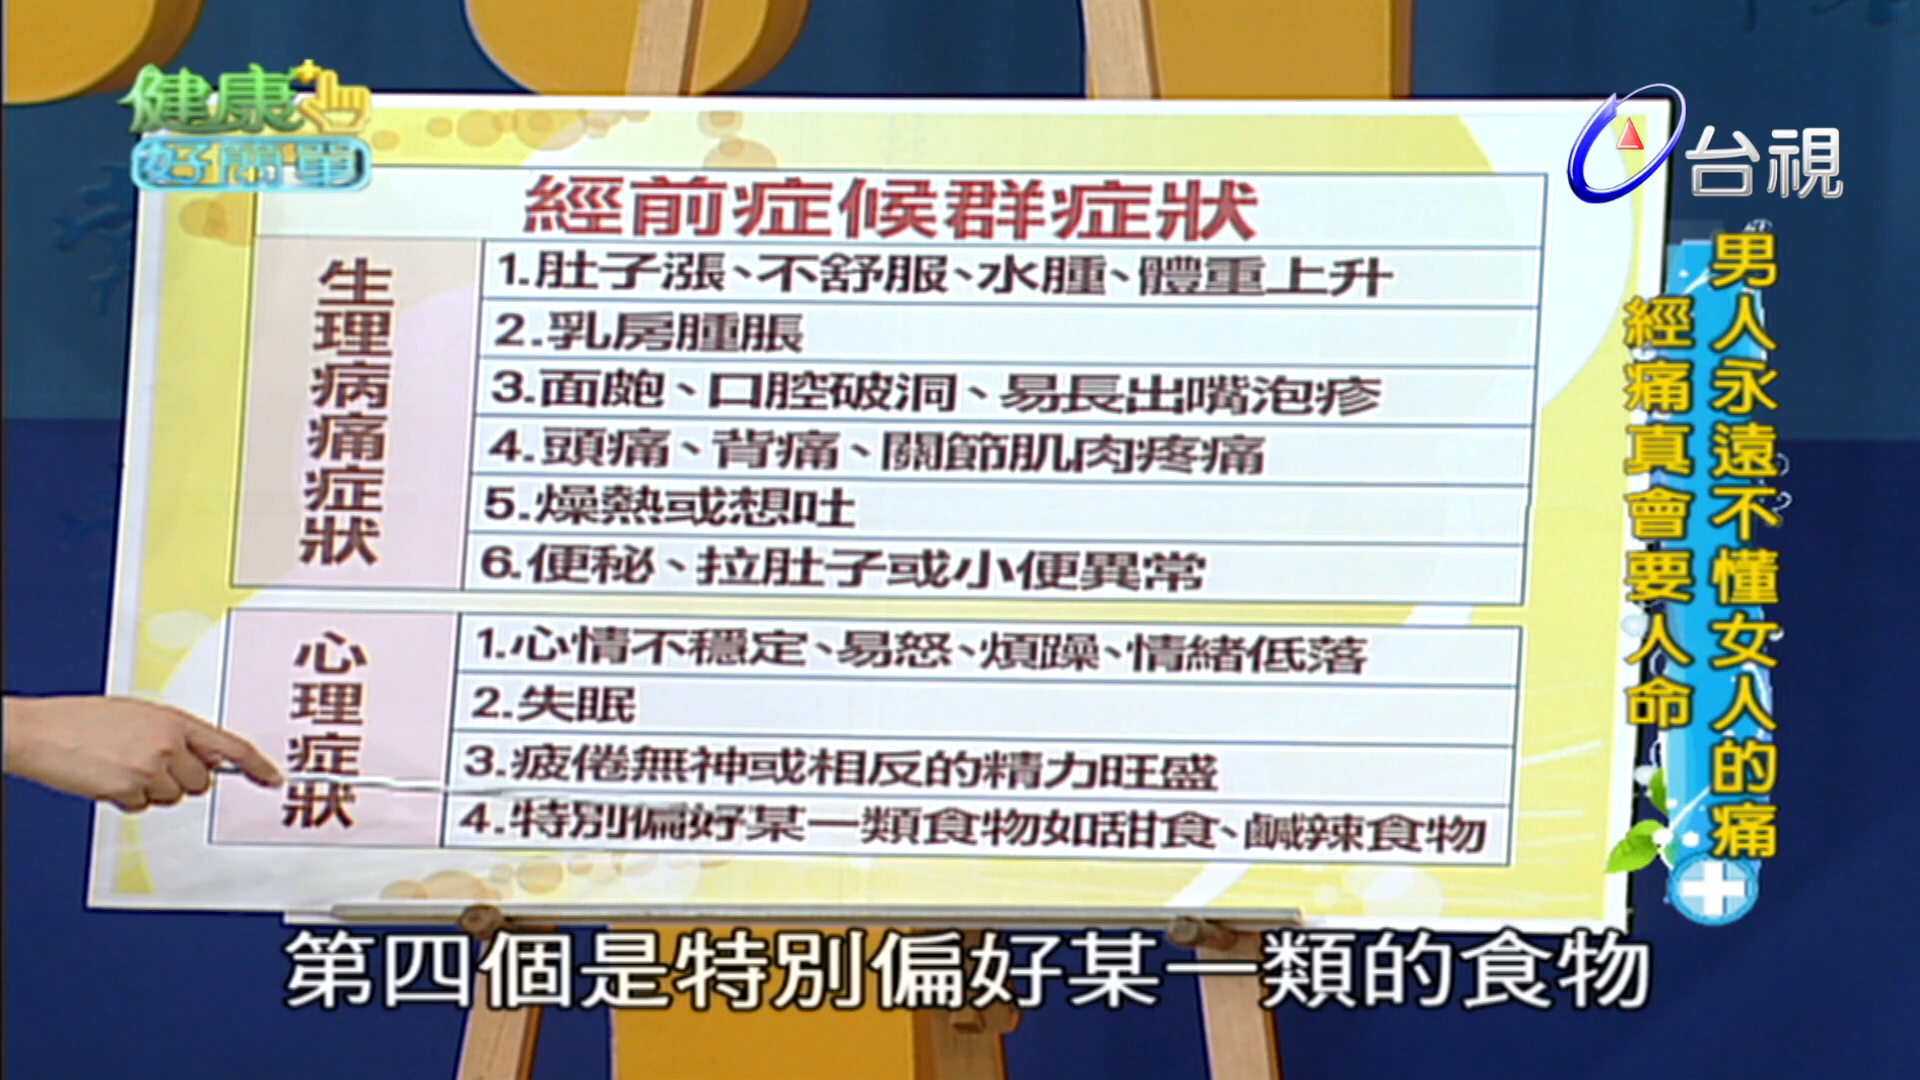 健康
好簡單
台視
經前症候群症狀
生理病痛症狀
1.肚子漲、不舒服、水腫、體重上升
2.乳房腫脹
3.面皰、口腔破洞、易長出嘴泡疹
4.頭痛、背痛、關節肌肉疼痛
5.燥熱或想吐
6.便秘、拉肚子或小便異常
心理症狀
1.心情不穩定、易怒、煩躁、情緒低落
2.失眠
3.疲倦無神或相反的精力旺盛
4.特別偏好某一類食物如甜食、鹹辣食物
男人永遠不懂女人的痛
經痛真會要人命
第四個是特別偏好某一類的食物